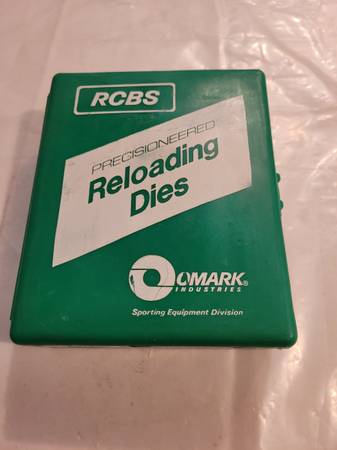 RCBS
PRECISIONEERED
Reloading
Dies
OMARK®
INDUSTRIES
Sporting Equipment Division